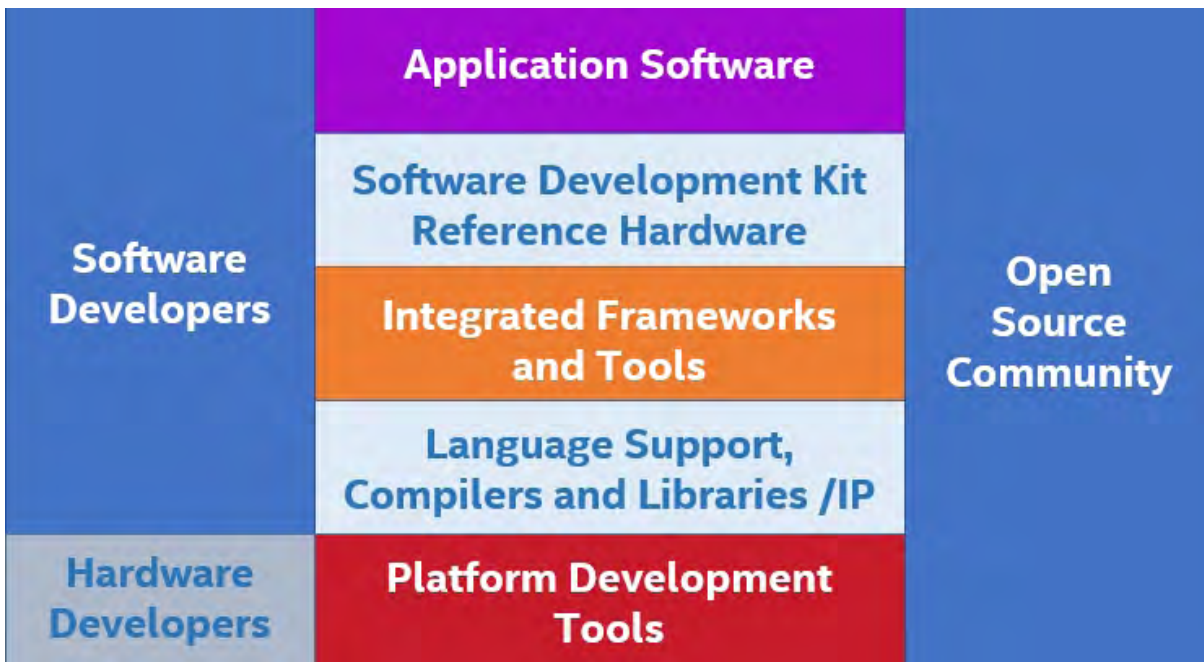 Software
Developers
Hardware
Developers
Application Software
Software Development Kit
Reference Hardware
Integrated Frameworks
and Tools
Language Support,
Compilers and Libraries /IP
Platform Development
Tools
Open
Source
Community